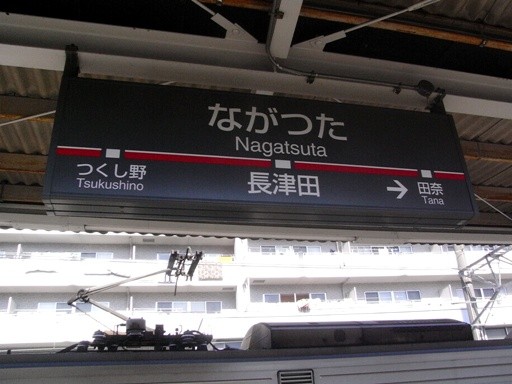 ながつた
Nagatsuta
つくし野
Tsukushino
長津田
田奈
Tana